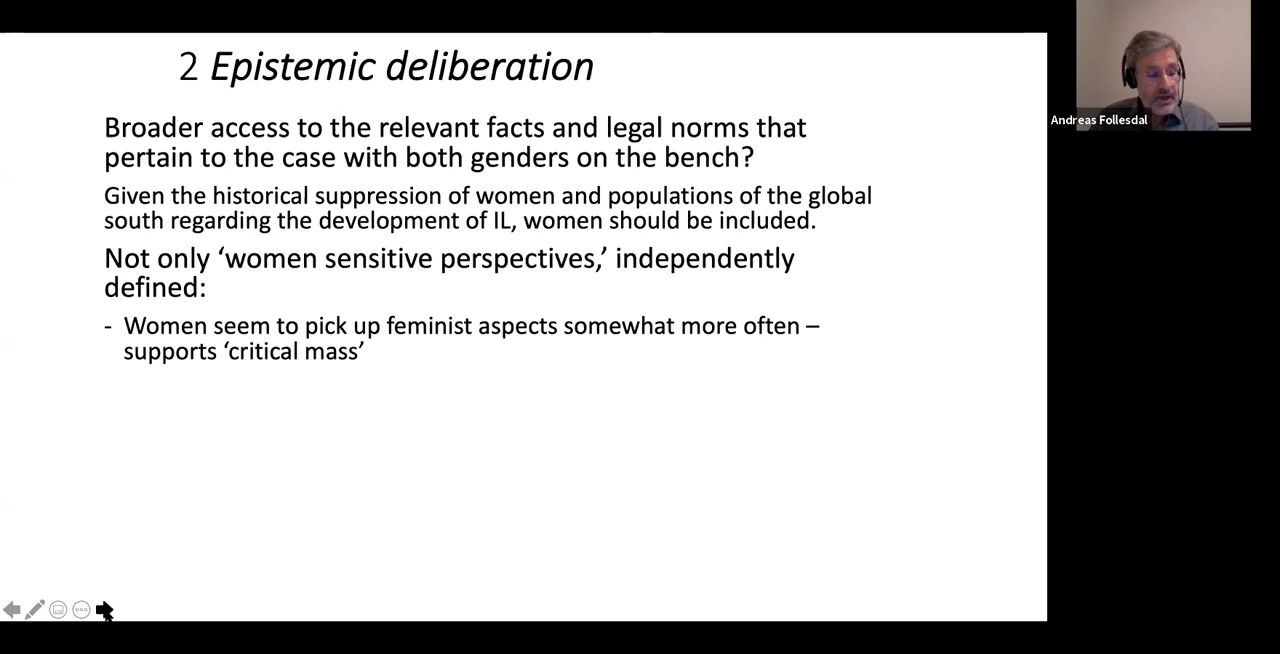 2 Epistemic deliberation
Broader access to the relevant facts and legal norms that
pertain to the case with both genders on the bench?
Given the historical suppression of women and populations of the global
south regarding the development of IL, women should be included.
Not only ‘women sensitive perspectives,’ independently
defined:
- Women seem to pick up feminist aspects somewhat more often –
supports ‘critical mass’
Andreas Follesdal